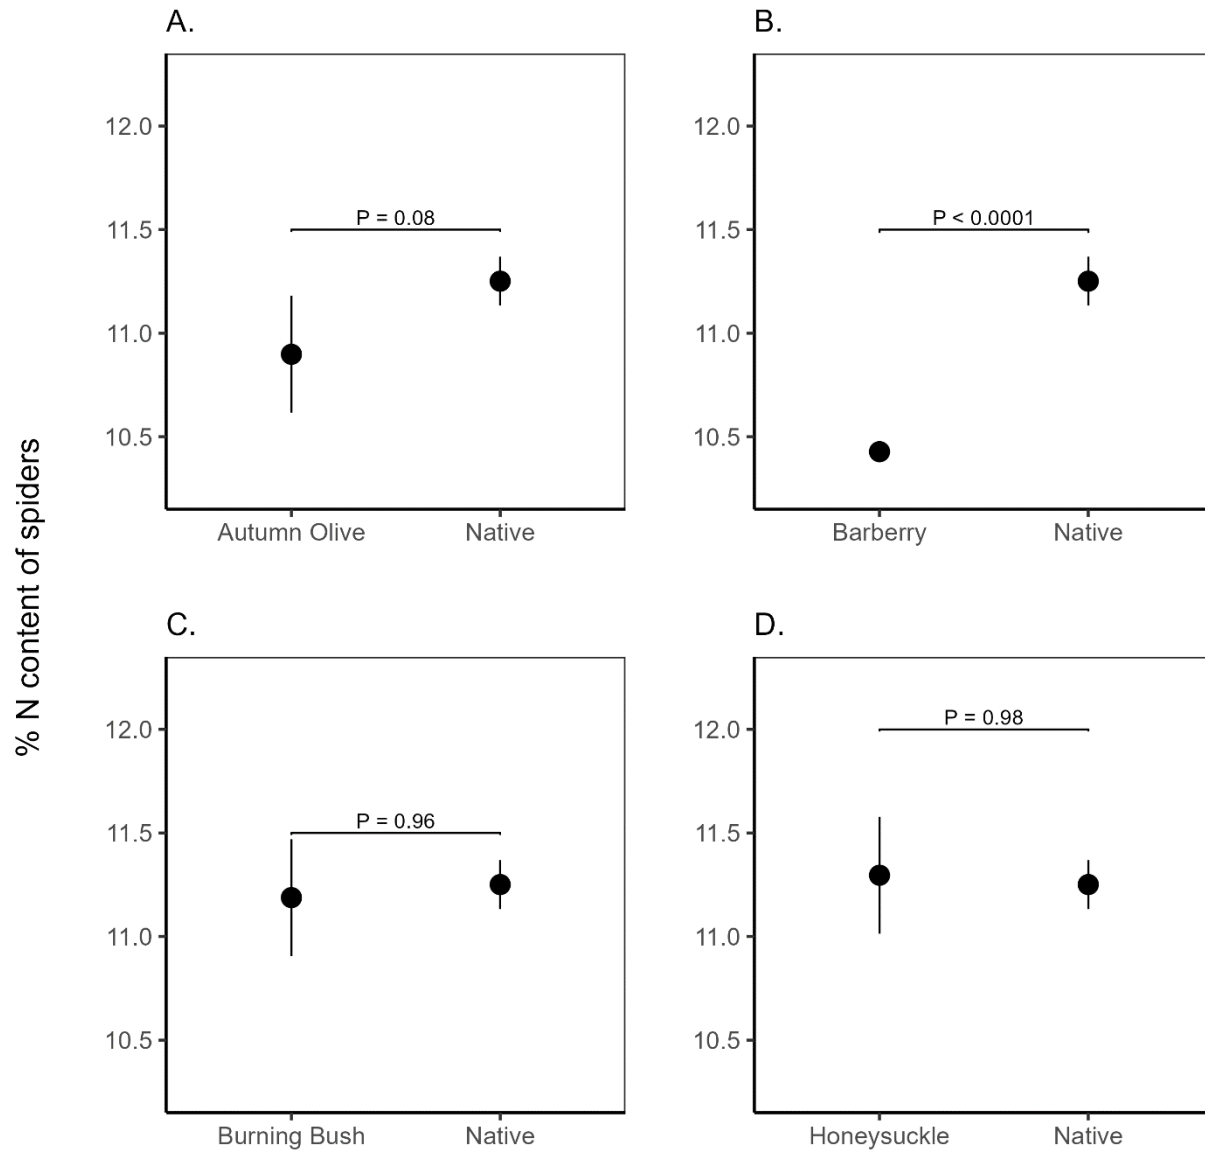 A.
B.
12.0
11.5
11.0
10.5
P = 0.08
Autumn Olive
Native
12.0
11.5
11.0
10.5
P < 0.0001
Barberry
Native
% N content of spiders
C.
D.
12.0
11.5
11.0
10.5
P = 0.96
Burning Bush
Native
12.0
11.5
11.0
10.5
P = 0.98
Honeysuckle
Native